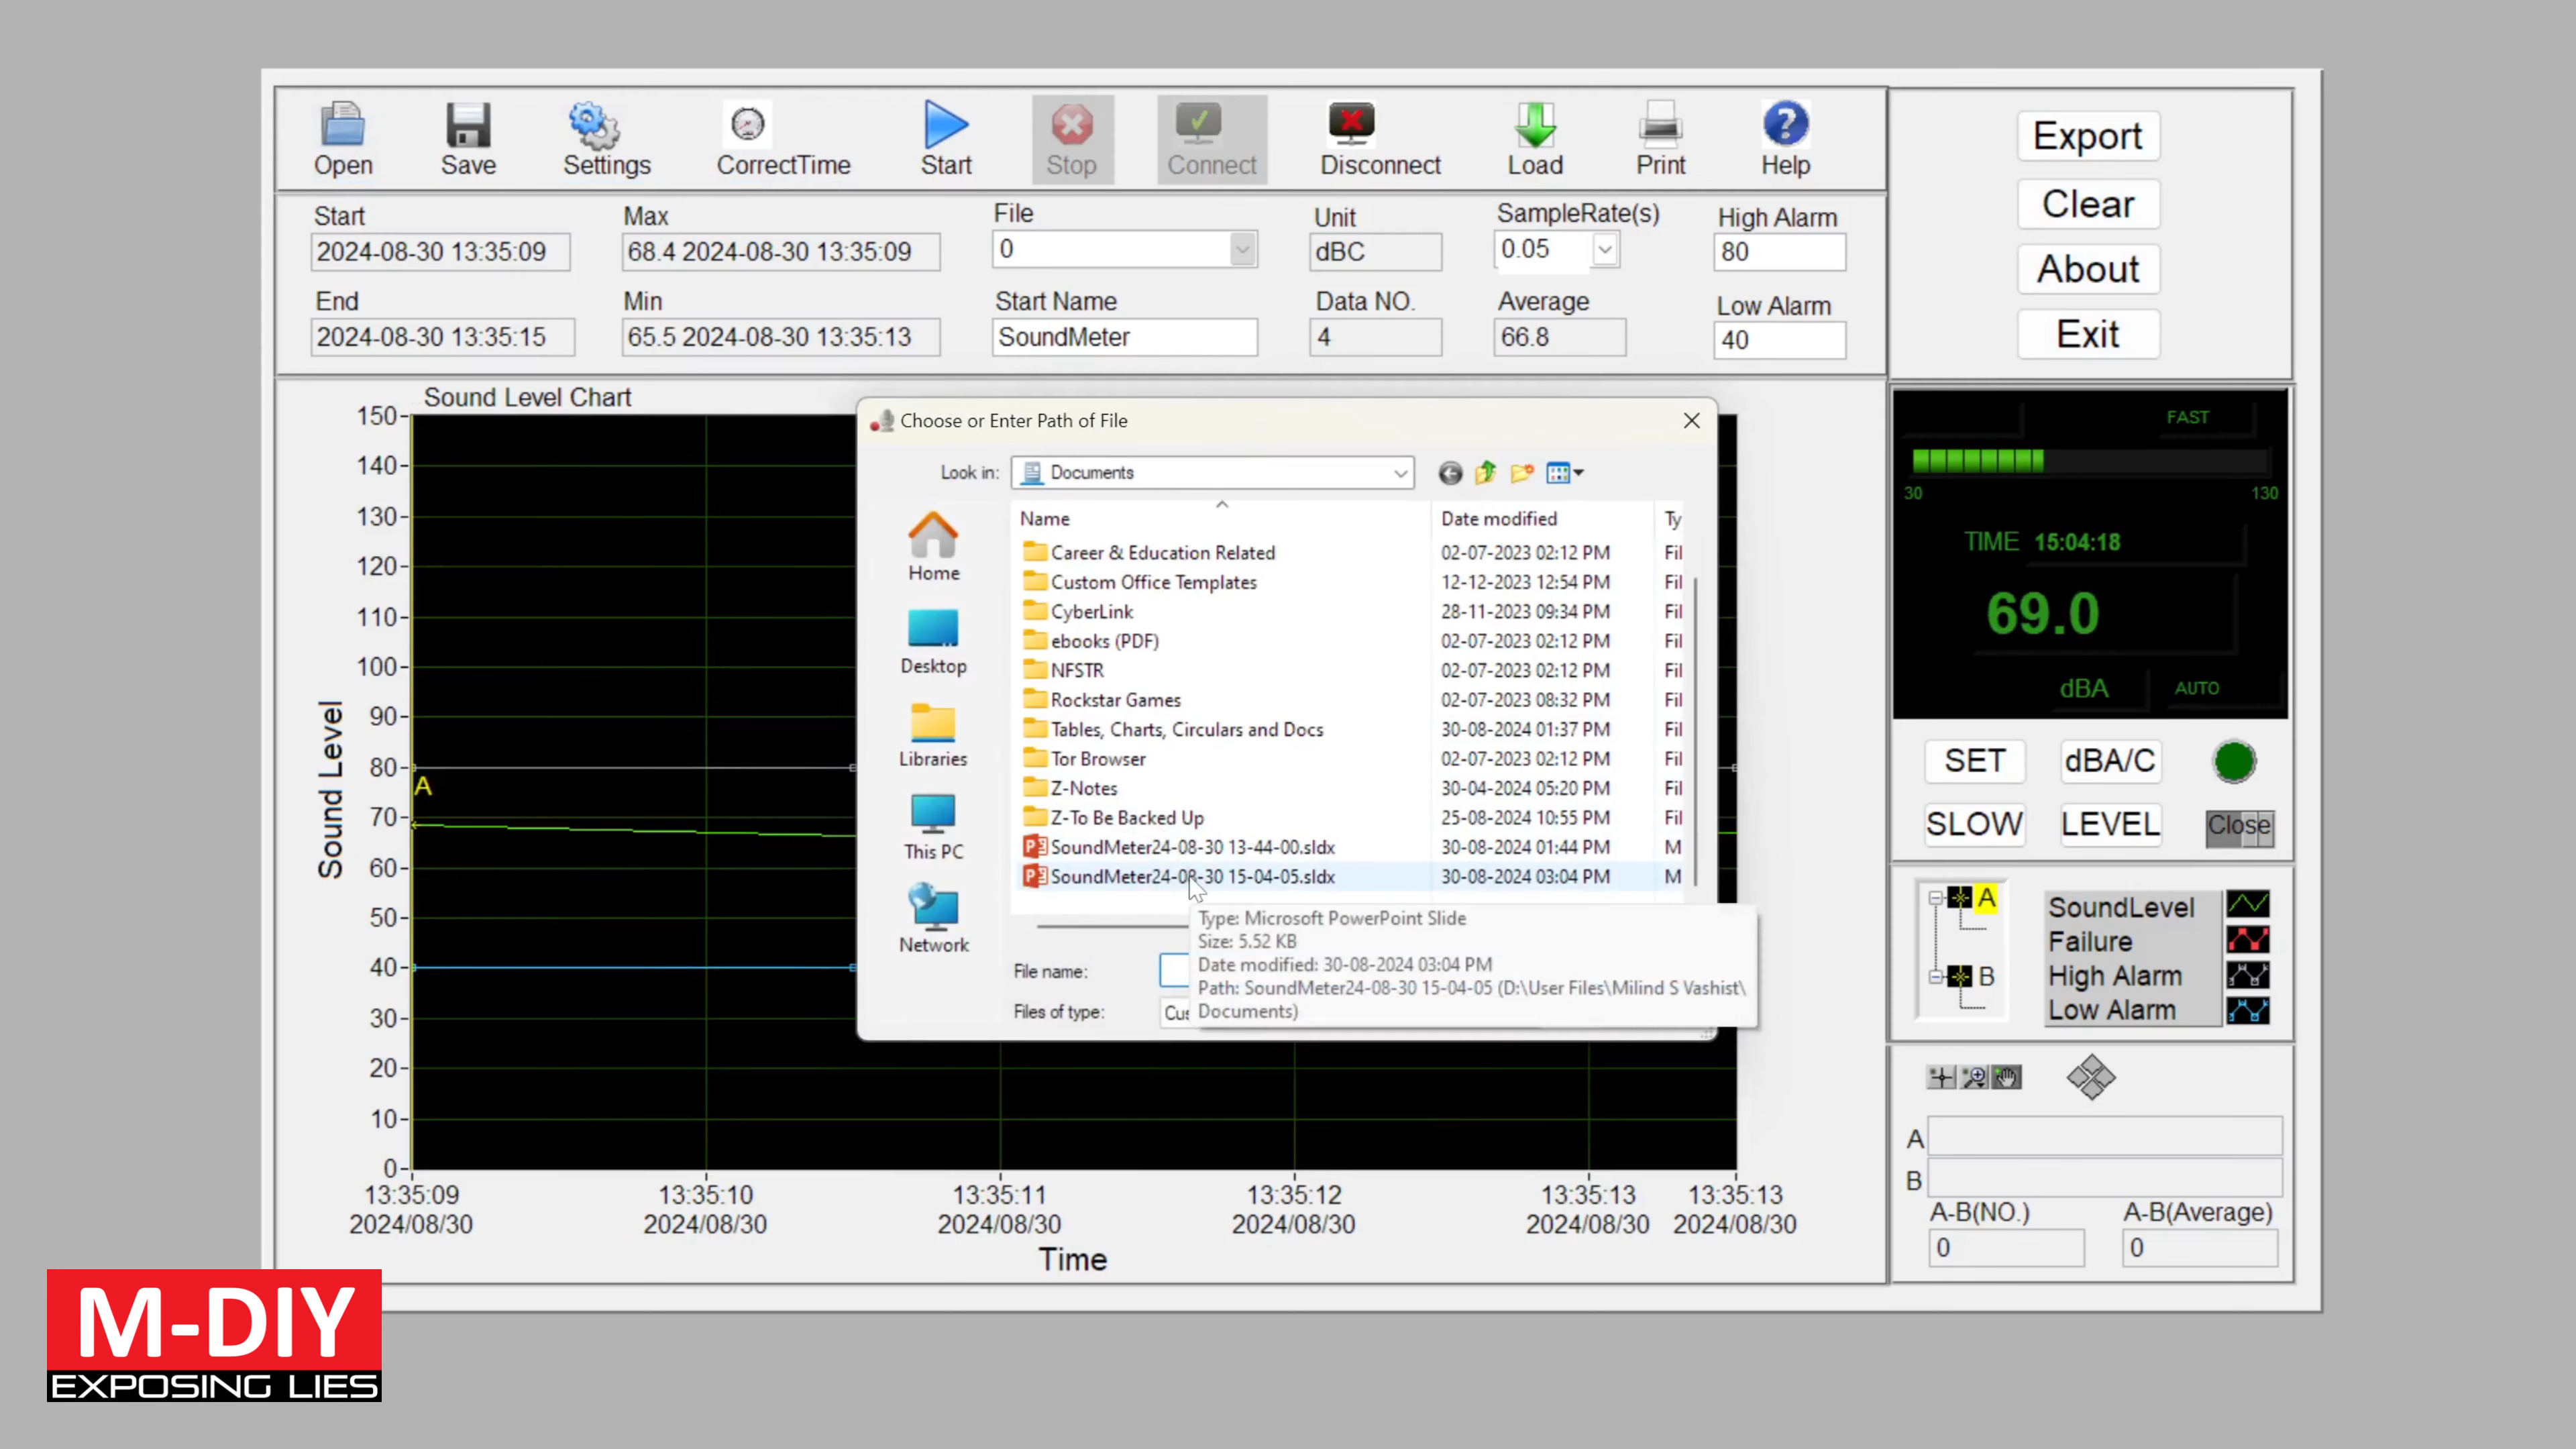 Open
Save
Settings
CorrectTime
Start
Stop
Connect
Disconnect
Load
Print
Help
Export
Clear
About
Exit
Start
2024-08-30 13:35:09
Max
68.4 2024-08-30 13:35:09
File
0
Unit
dBC
SampleRate(s)
0.05
High Alarm
80
End
2024-08-30 13:35:15
Min
65.5 2024-08-30 13:35:13
Start Name
SoundMeter
Data NO.
4
Average
66.8
Low Alarm
40
Sound Level Chart
150
140
130
120
110
100
90
80
70
60
50
40
30
20
10
0
Sound Level
A
13:35:09
2024/08/30
13:35:10
2024/08/30
13:35:11
2024/08/30
13:35:12
2024/08/30
13:35:13
2024/08/30
13:35:13
2024/08/30
Time
Choose or Enter Path of File
Look in:
Documents
Home
Desktop
Libraries
This PC
Network
Name Date modified Ty
Career & Education Related 02-07-2023 02:12 PM Fil
Custom Office Templates 12-12-2023 12:54 PM Fil
CyberLink 28-11-2023 09:34 PM Fil
ebooks (PDF) 02-07-2023 02:12 PM Fil
NFSTR 02-07-2023 02:12 PM Fil
Rockstar Games 02-07-2023 08:32 PM Fil
Tables, Charts, Circulars and Docs 30-08-2024 01:37 PM Fil
Tor Browser 02-07-2023 02:12 PM Fil
Z-Notes 30-04-2024 05:20 PM Fil
Z-To Be Backed Up 25-08-2024 10:55 PM Fil
SoundMeter24-08-30 13-44-00.sldx 30-08-2024 01:44 PM M
SoundMeter24-08-30 15-04-05.sldx 30-08-2024 03:04 PM M
Type: Microsoft PowerPoint Slide
Size: 5.52 KB
Date modified: 30-08-2024 03:04 PM
Path: SoundMeter24-08-30 15-04-05 (D:\User Files\Milind S Vashist\
Documents)
File name:
Files of type:
Cus
FAST
30
130
TIME 15:04:18
69.0
dBA
AUTO
SET
dBA/C
SLOW
LEVEL
Close
A
B
SoundLevel
Failure
High Alarm
Low Alarm
A
B
A-B(NO.)
0
A-B(Average)
0
M-DIY
EXPOSING LIES